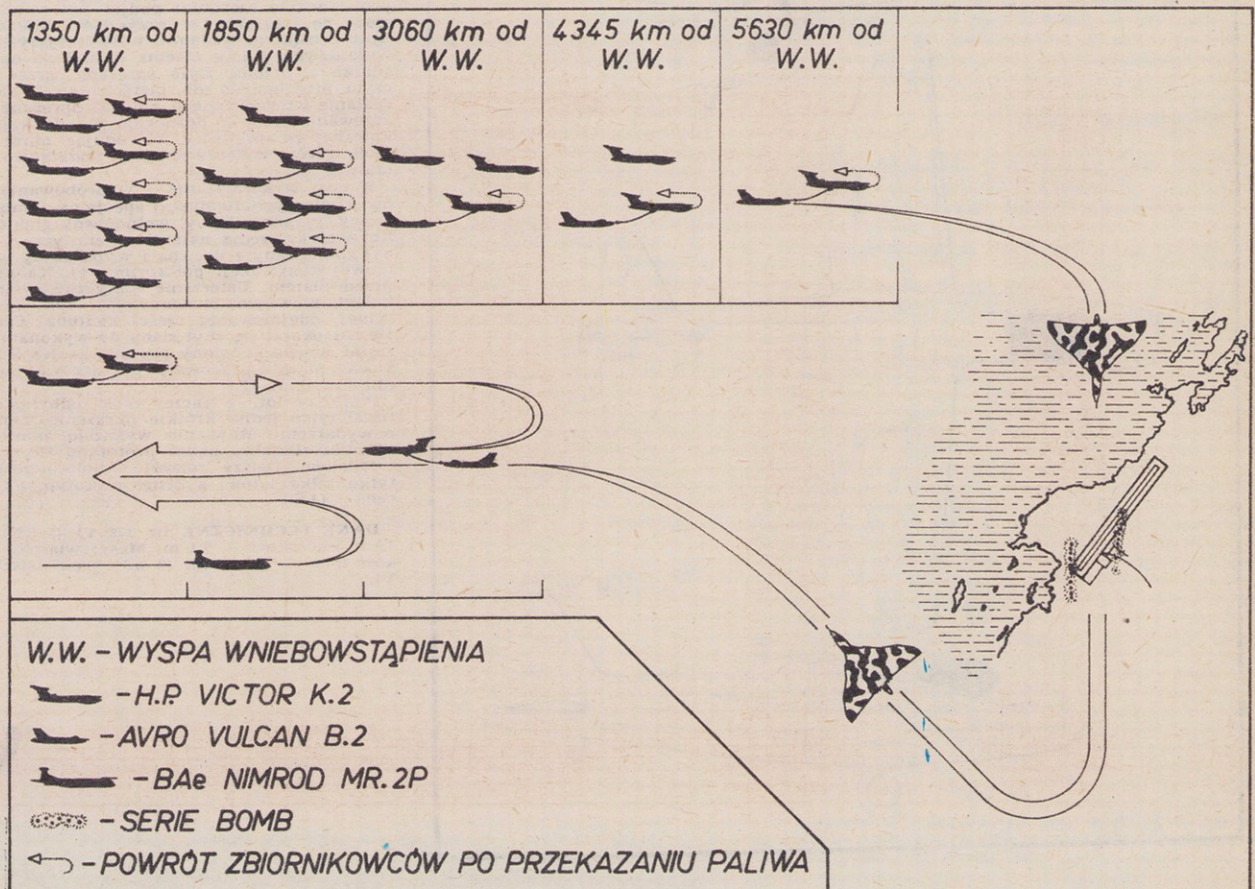 1350 km od
W.W.
1850 km od
W.W.
3060 km od
W.W.
4345 km od
W.W.
5630 km od
W.W.
W.W. - WYSPA WNIEBOWSTĄPIENIA
- H.P. VICTOR K.2
- AVRO VULCAN B.2
- BAe NIMROD MR.2P
- SERIE BOMB
- POWRÓT ZBIORNIKOWCÓW PO PRZEKAZANIU PALIWA